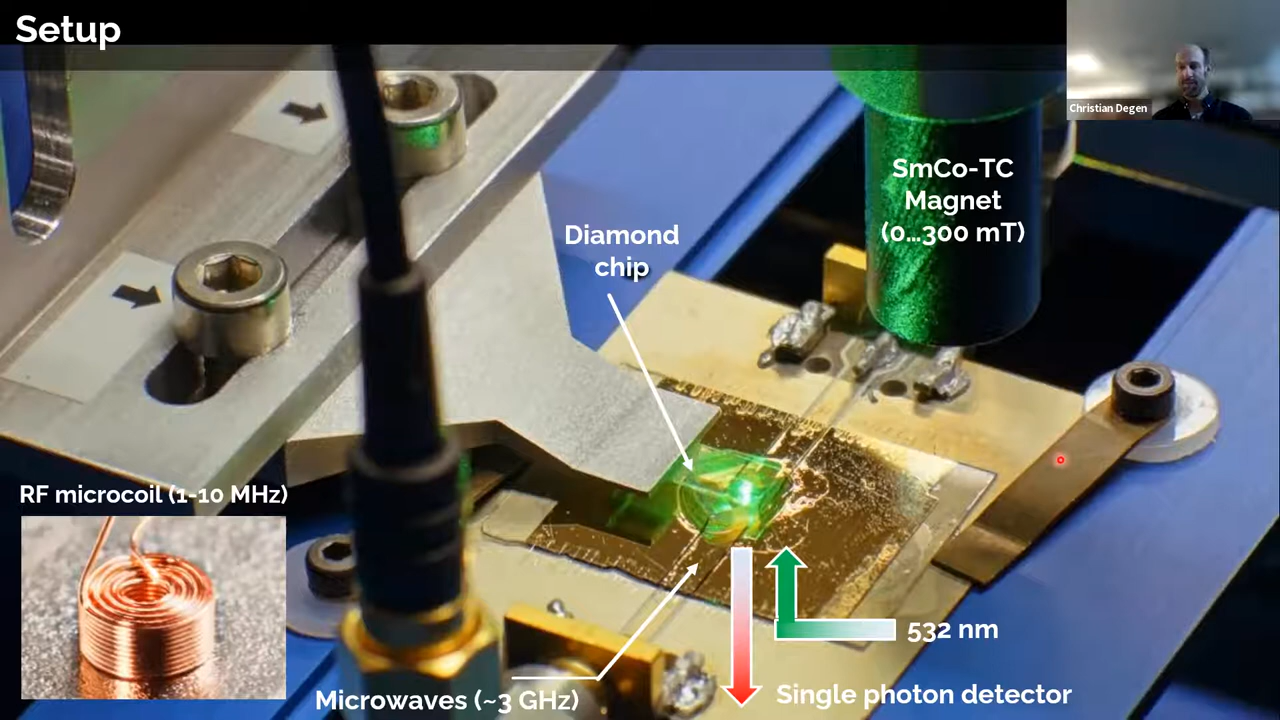 Setup
Christian Degen
SmCo-TC
Magnet
(0...300 mT)
Diamond
chip
RF microcoil (1-10 MHz)
532 nm
Microwaves (~3 GHz)
Single photon detector